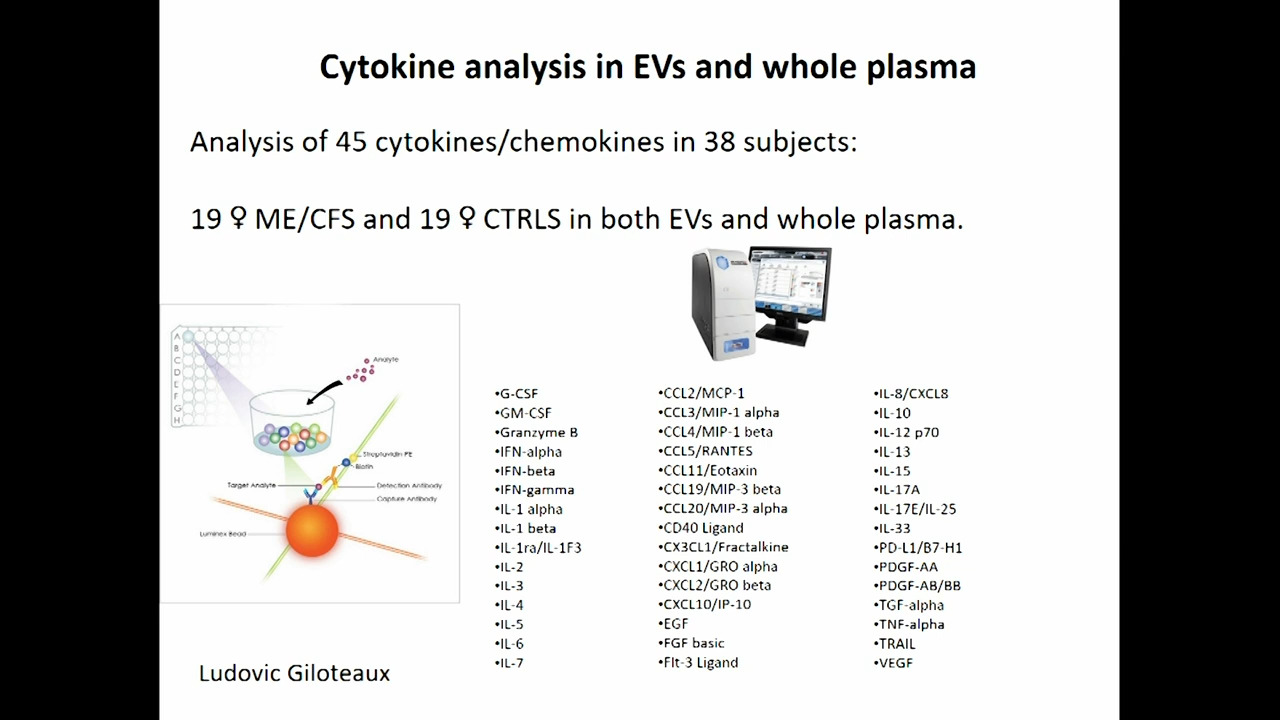 Cytokine analysis in EVs and whole plasma
Analysis of 45 cytokines/chemokines in 38 subjects:
19 ♀ ME/CFS and 19 ♀ CTRLS in both EVs and whole plasma.
A
B
C
D
E
F
G
H
Analyte
Streptavidin PE
Biotin
Target Analyte
Detection Antibody
Capture Antibody
Luminex Bead
•G-CSF
•GM-CSF
•Granzyme B
•IFN-alpha
•IFN-beta
•IFN-gamma
•IL-1 alpha
•IL-1 beta
•IL-1ra/IL-1F3
•IL-2
•IL-3
•IL-4
•IL-5
•IL-6
•IL-7
•CCL2/MCP-1
•CCL3/MIP-1 alpha
•CCL4/MIP-1 beta
•CCL5/RANTES
•CCL11/Eotaxin
•CCL19/MIP-3 beta
•CCL20/MIP-3 alpha
•CD40 Ligand
•CX3CL1/Fractalkine
•CXCL1/GRO alpha
•CXCL2/GRO beta
•CXCL10/IP-10
•EGF
•FGF basic
•Flt-3 Ligand
•IL-8/CXCL8
•IL-10
•IL-12 p70
•IL-13
•IL-15
•IL-17A
•IL-17E/IL-25
•IL-33
•PD-L1/B7-H1
•PDGF-AA
•PDGF-AB/BB
•TGF-alpha
•TNF-alpha
•TRAIL
•VEGF
Ludovic Giloteaux